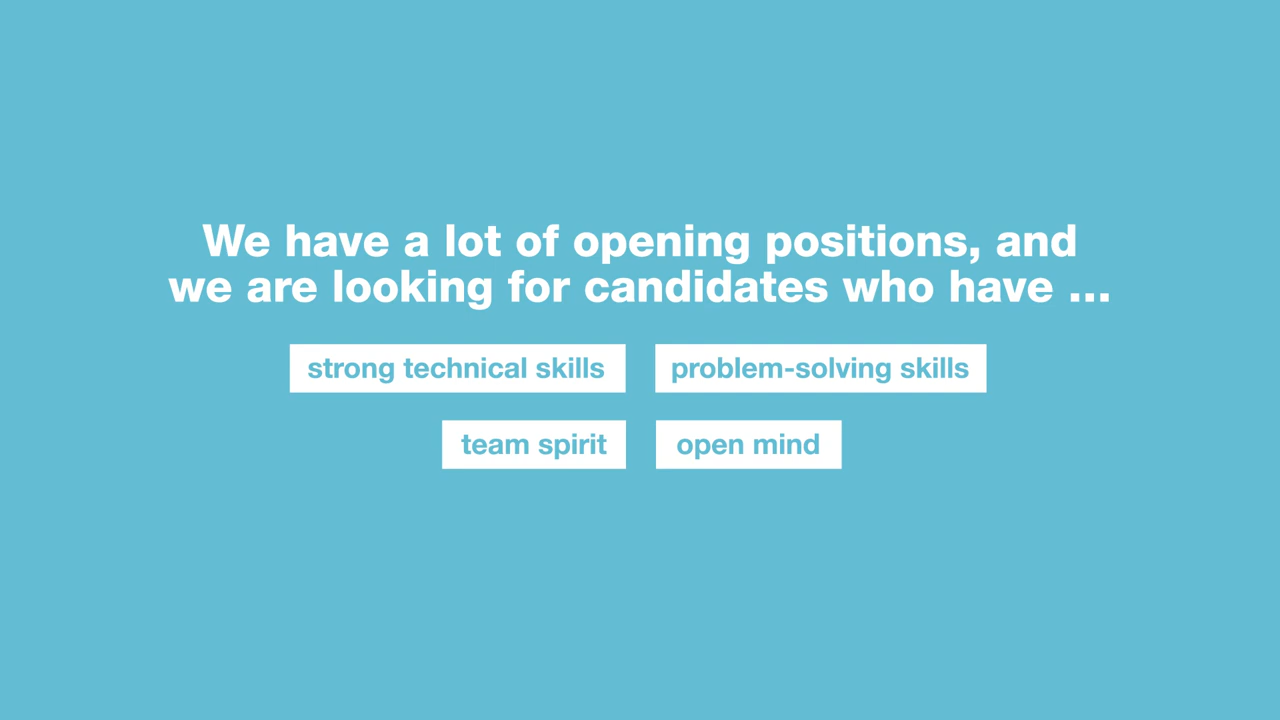 We have a lot of opening positions, and
we are looking for candidates who have ...
strong technical skills
problem-solving skills
team spirit
open mind